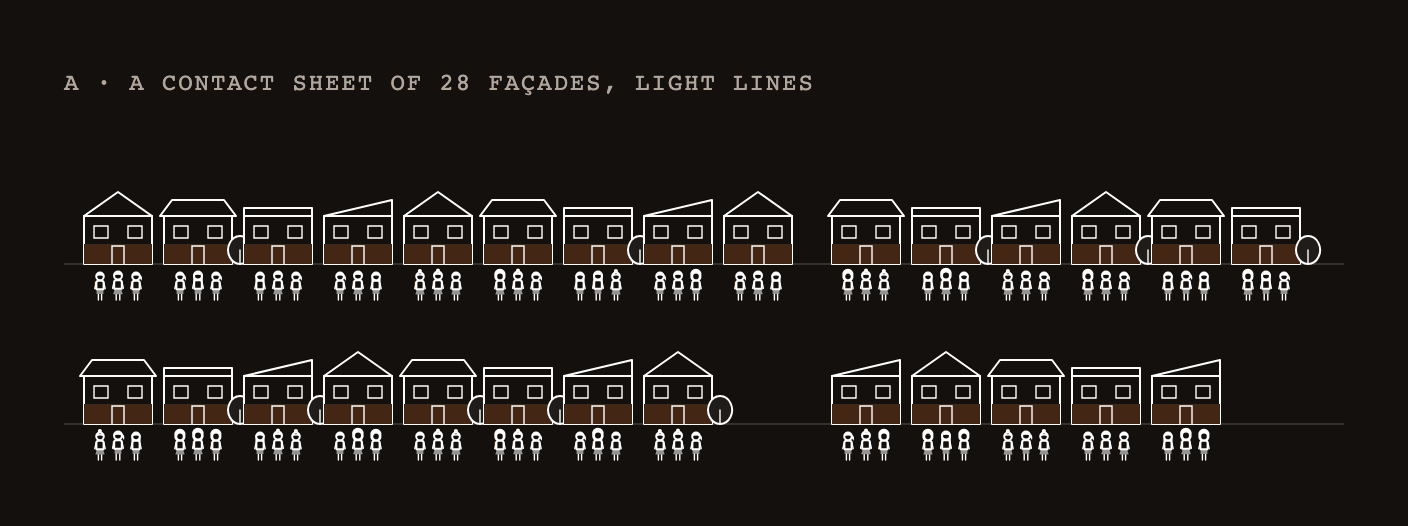 A · A CONTACT SHEET OF 28 FAÇADES, LIGHT LINES